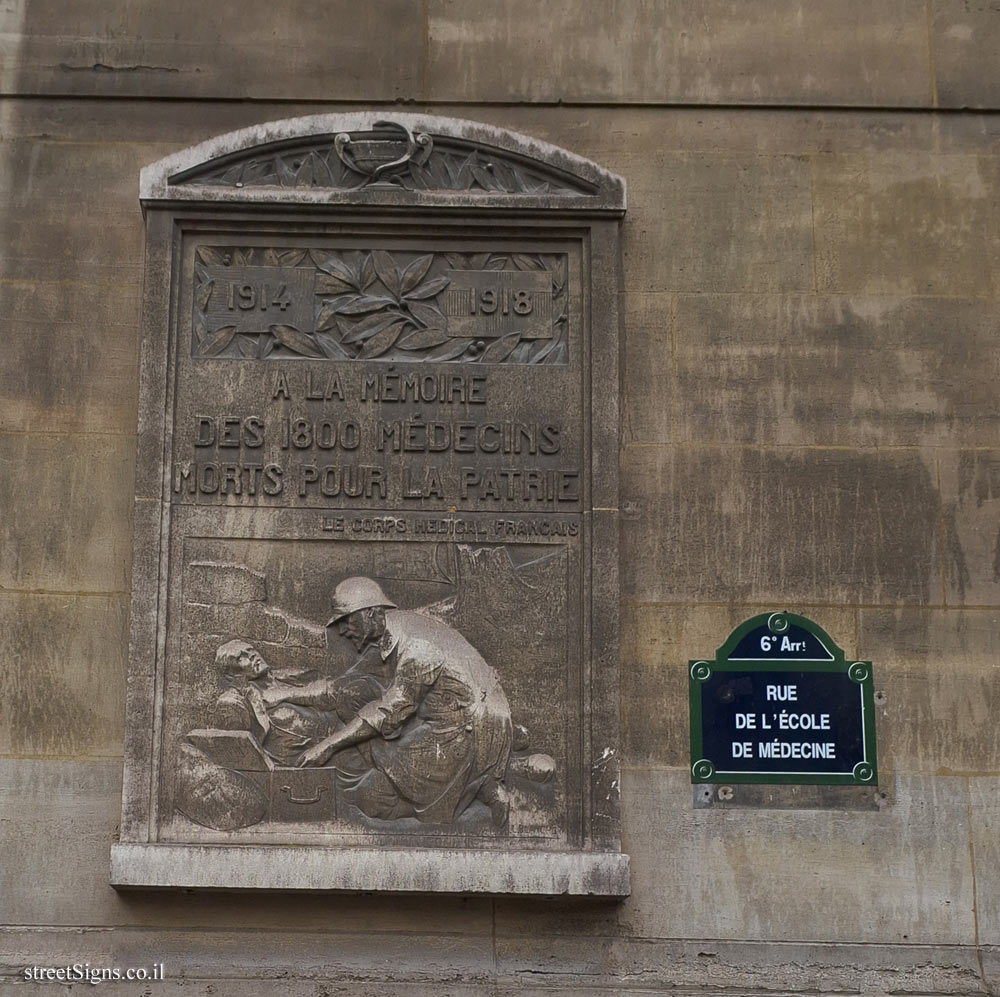 1914 1918
A LA MÉMOIRE
DES 1800 MÉDECINS
MORTS POUR LA PATRIE
LE CORPS MEDICAL FRANÇAIS
6e Arrt
RUE
DE L'ÉCOLE
DE MÉDECINE
streetSigns.co.il